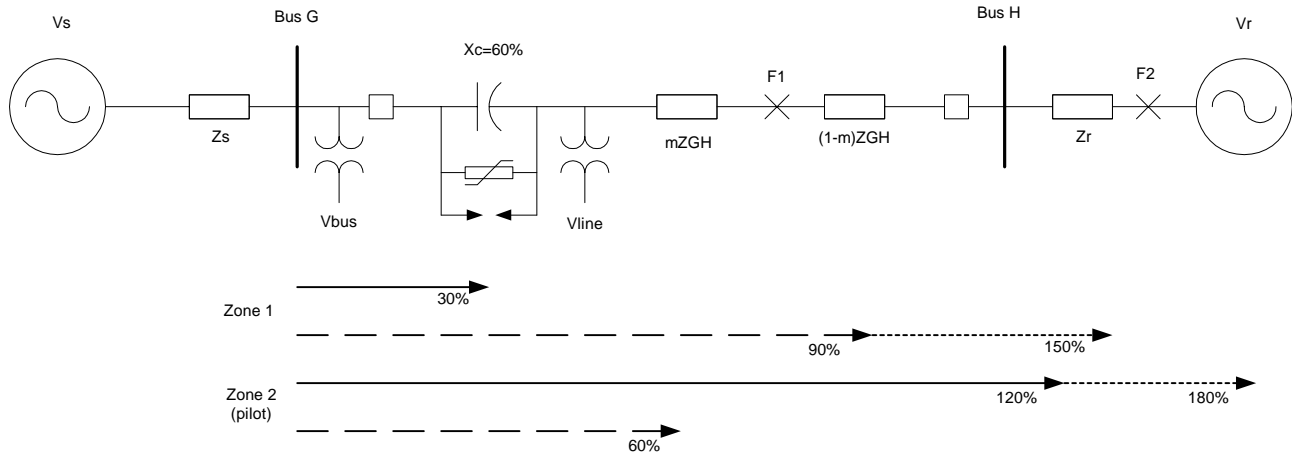 Vs
Bus G
Xc=60%
F1
Bus H
F2
Vr
Zs
mZGH
(1-m)ZGH
Zr
Vbus
Vline
Zone 1
30%
90%
150%
Zone 2
(pilot)
120%
180%
60%